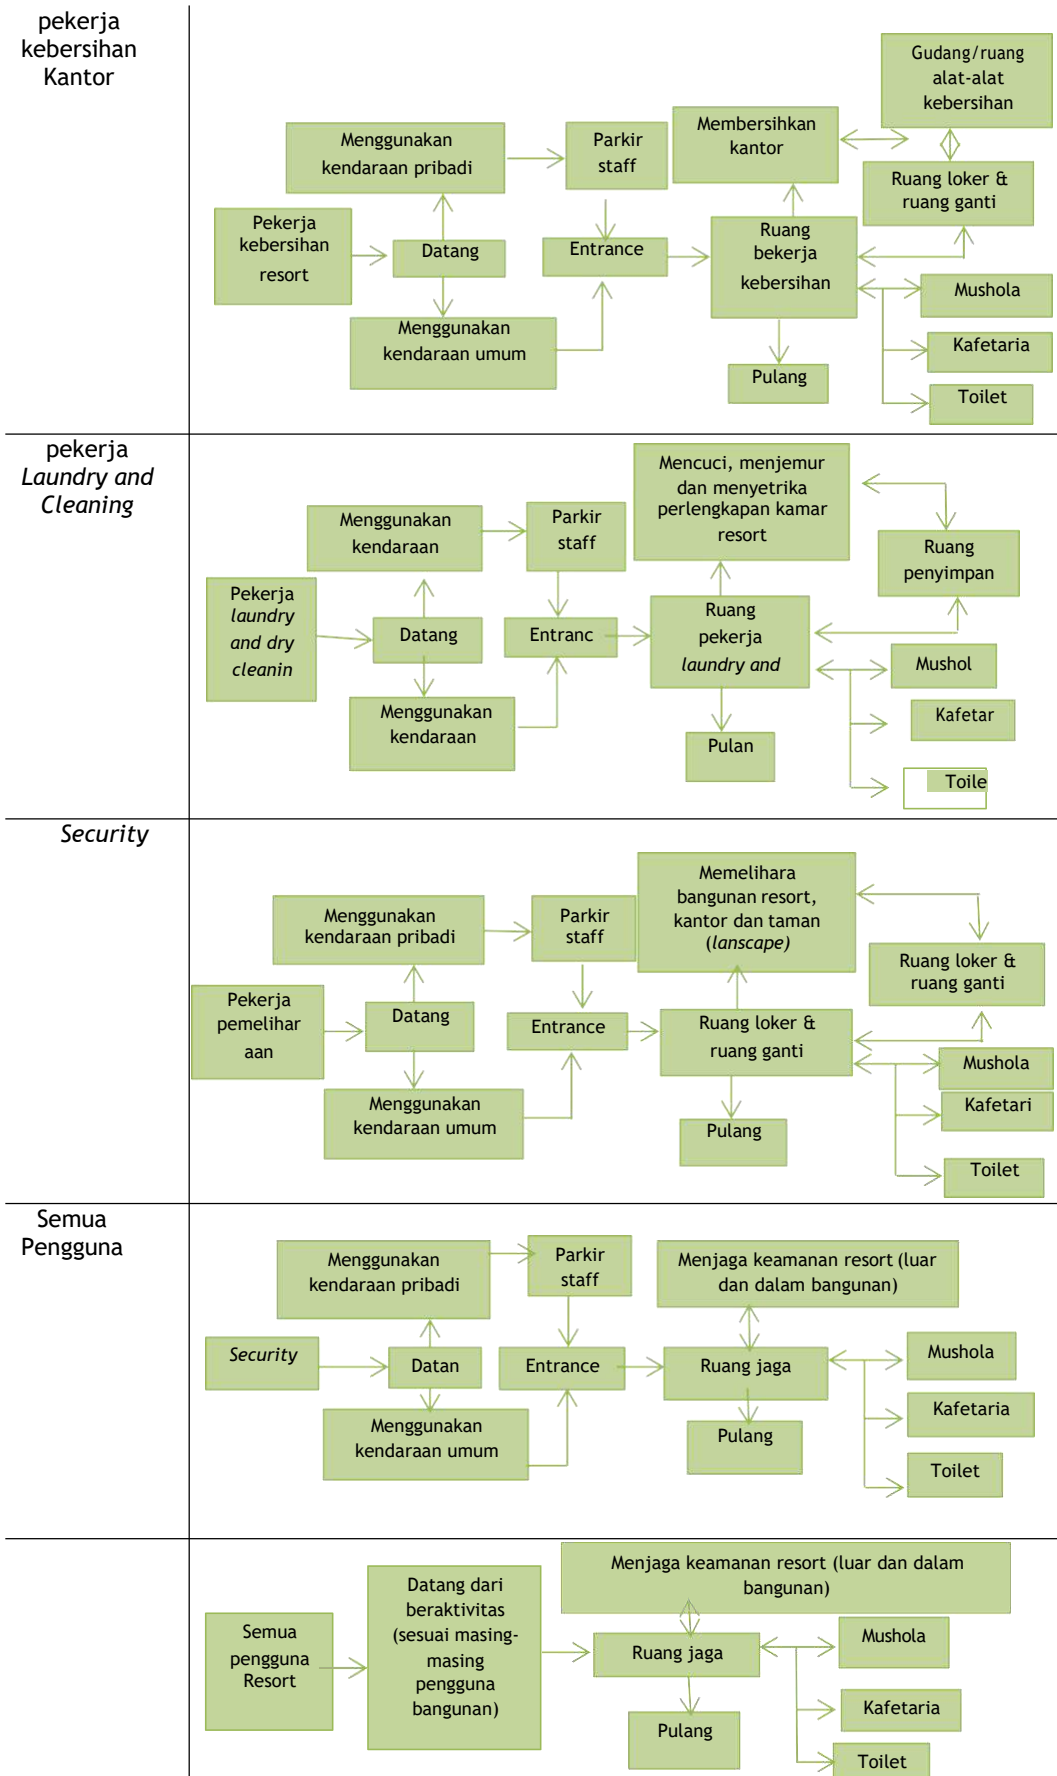 pekerja
kebersihan
Kantor
Gudang/ruang
alat-alat
kebersihan
Menggunakan
kendaraan pribadi
Parkir
staff
Membersihkan
kantor
Ruang loker &
ruang ganti
Pekerja
kebersihan
resort
Datang
Entrance
Ruang
bekerja
kebersihan
Mushola
Menggunakan
kendaraan umum
Kafetaria
Pulang
Toilet
pekerja
Laundry and
Cleaning
Mencuci, menjemur
dan menyetrika
perlengkapan kamar
resort
Menggunakan
kendaraan
Parkir
staff
Ruang
penyimpan
Pekerja
laundry
and dry
cleanin
Datang
Entranc
Ruang
pekerja
laundry and
Mushol
Menggunakan
kendaraan
Kafetar
Pulan
Toile
Security
Memelihara
bangunan resort,
kantor dan taman
(lanscape)
Menggunakan
kendaraan pribadi
Parkir
staff
Ruang loker &
ruang ganti
Pekerja
pemelihar
aan
Datang
Entrance
Ruang loker &
ruang ganti
Mushola
Menggunakan
kendaraan umum
Kafetari
Pulang
Toilet
Semua
Pengguna
Menggunakan
kendaraan pribadi
Parkir
staff
Menjaga keamanan resort (luar
dan dalam bangunan)
Security
Datan
Entrance
Ruang jaga
Mushola
Menggunakan
kendaraan umum
Kafetaria
Pulang
Toilet
Menjaga keamanan resort (luar dan dalam
bangunan)
Semua
pengguna
Resort
Datang dari
beraktivitas
(sesuai masing-
masing
pengguna
bangunan)
Ruang jaga
Mushola
Kafetaria
Pulang
Toilet